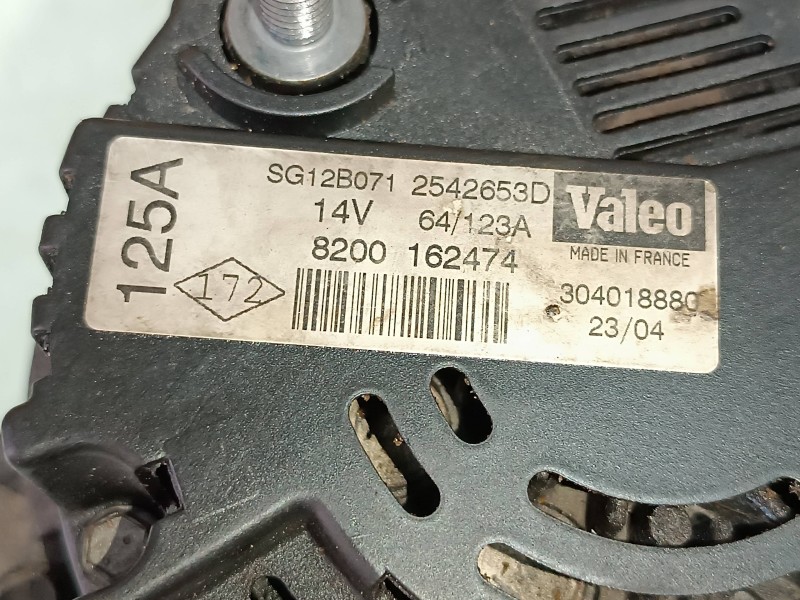 125A
SG12B071 2542653D
14V 64/123A
8200 162474
172
Valeo
MADE IN FRANCE
304018880
23/04